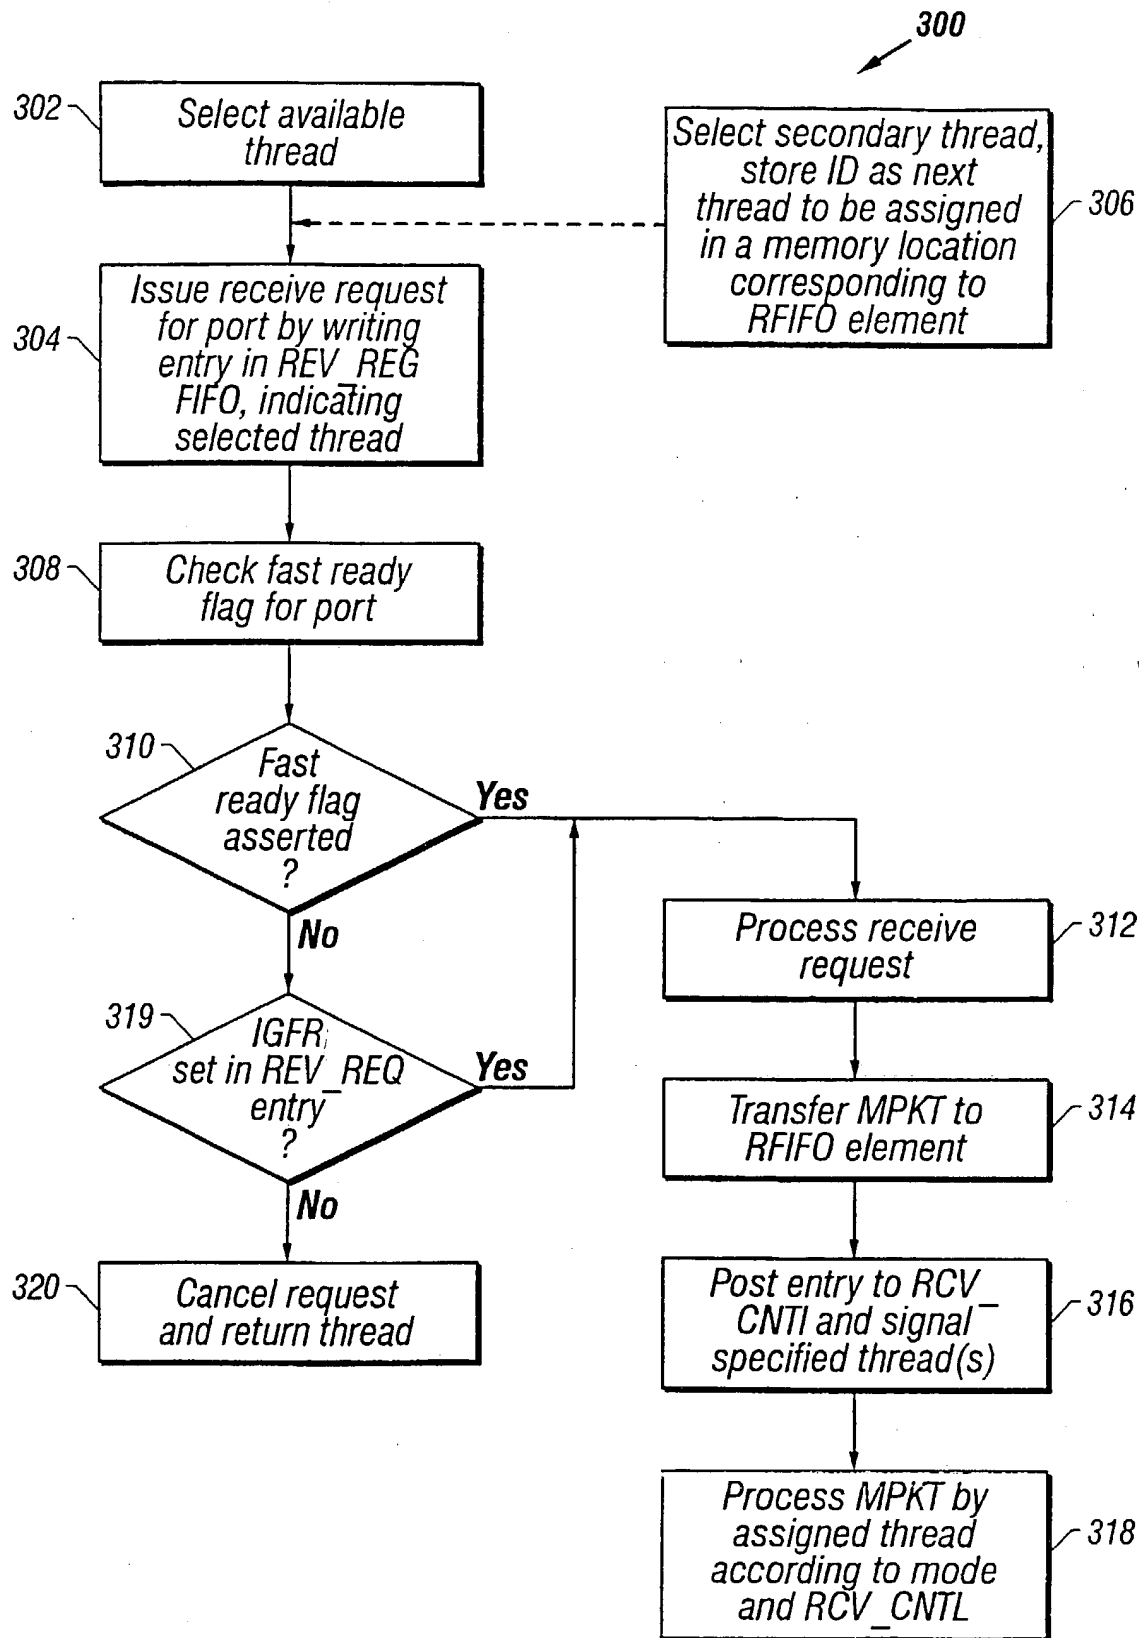 300
302
Select available
thread
Select secondary thread,
store ID as next
thread to be assigned
in a memory location
corresponding to
RFIFO element
306
304
Issue receive request
for port by writing
entry in REV_REG
FIFO, indicating
selected thread
308
Check fast ready
flag for port
310
Fast
ready flag
asserted
?
Yes
No
312
Process receive
request
319
IGFR
set in REV_REQ
entry
?
Yes
No
Transfer MPKT to
RFIFO element
314
320
Cancel request
and return thread
Post entry to RCV_
CNTl and signal
specified thread(s)
316
Process MPKT by
assigned thread
according to mode
and RCV_CNTL
318